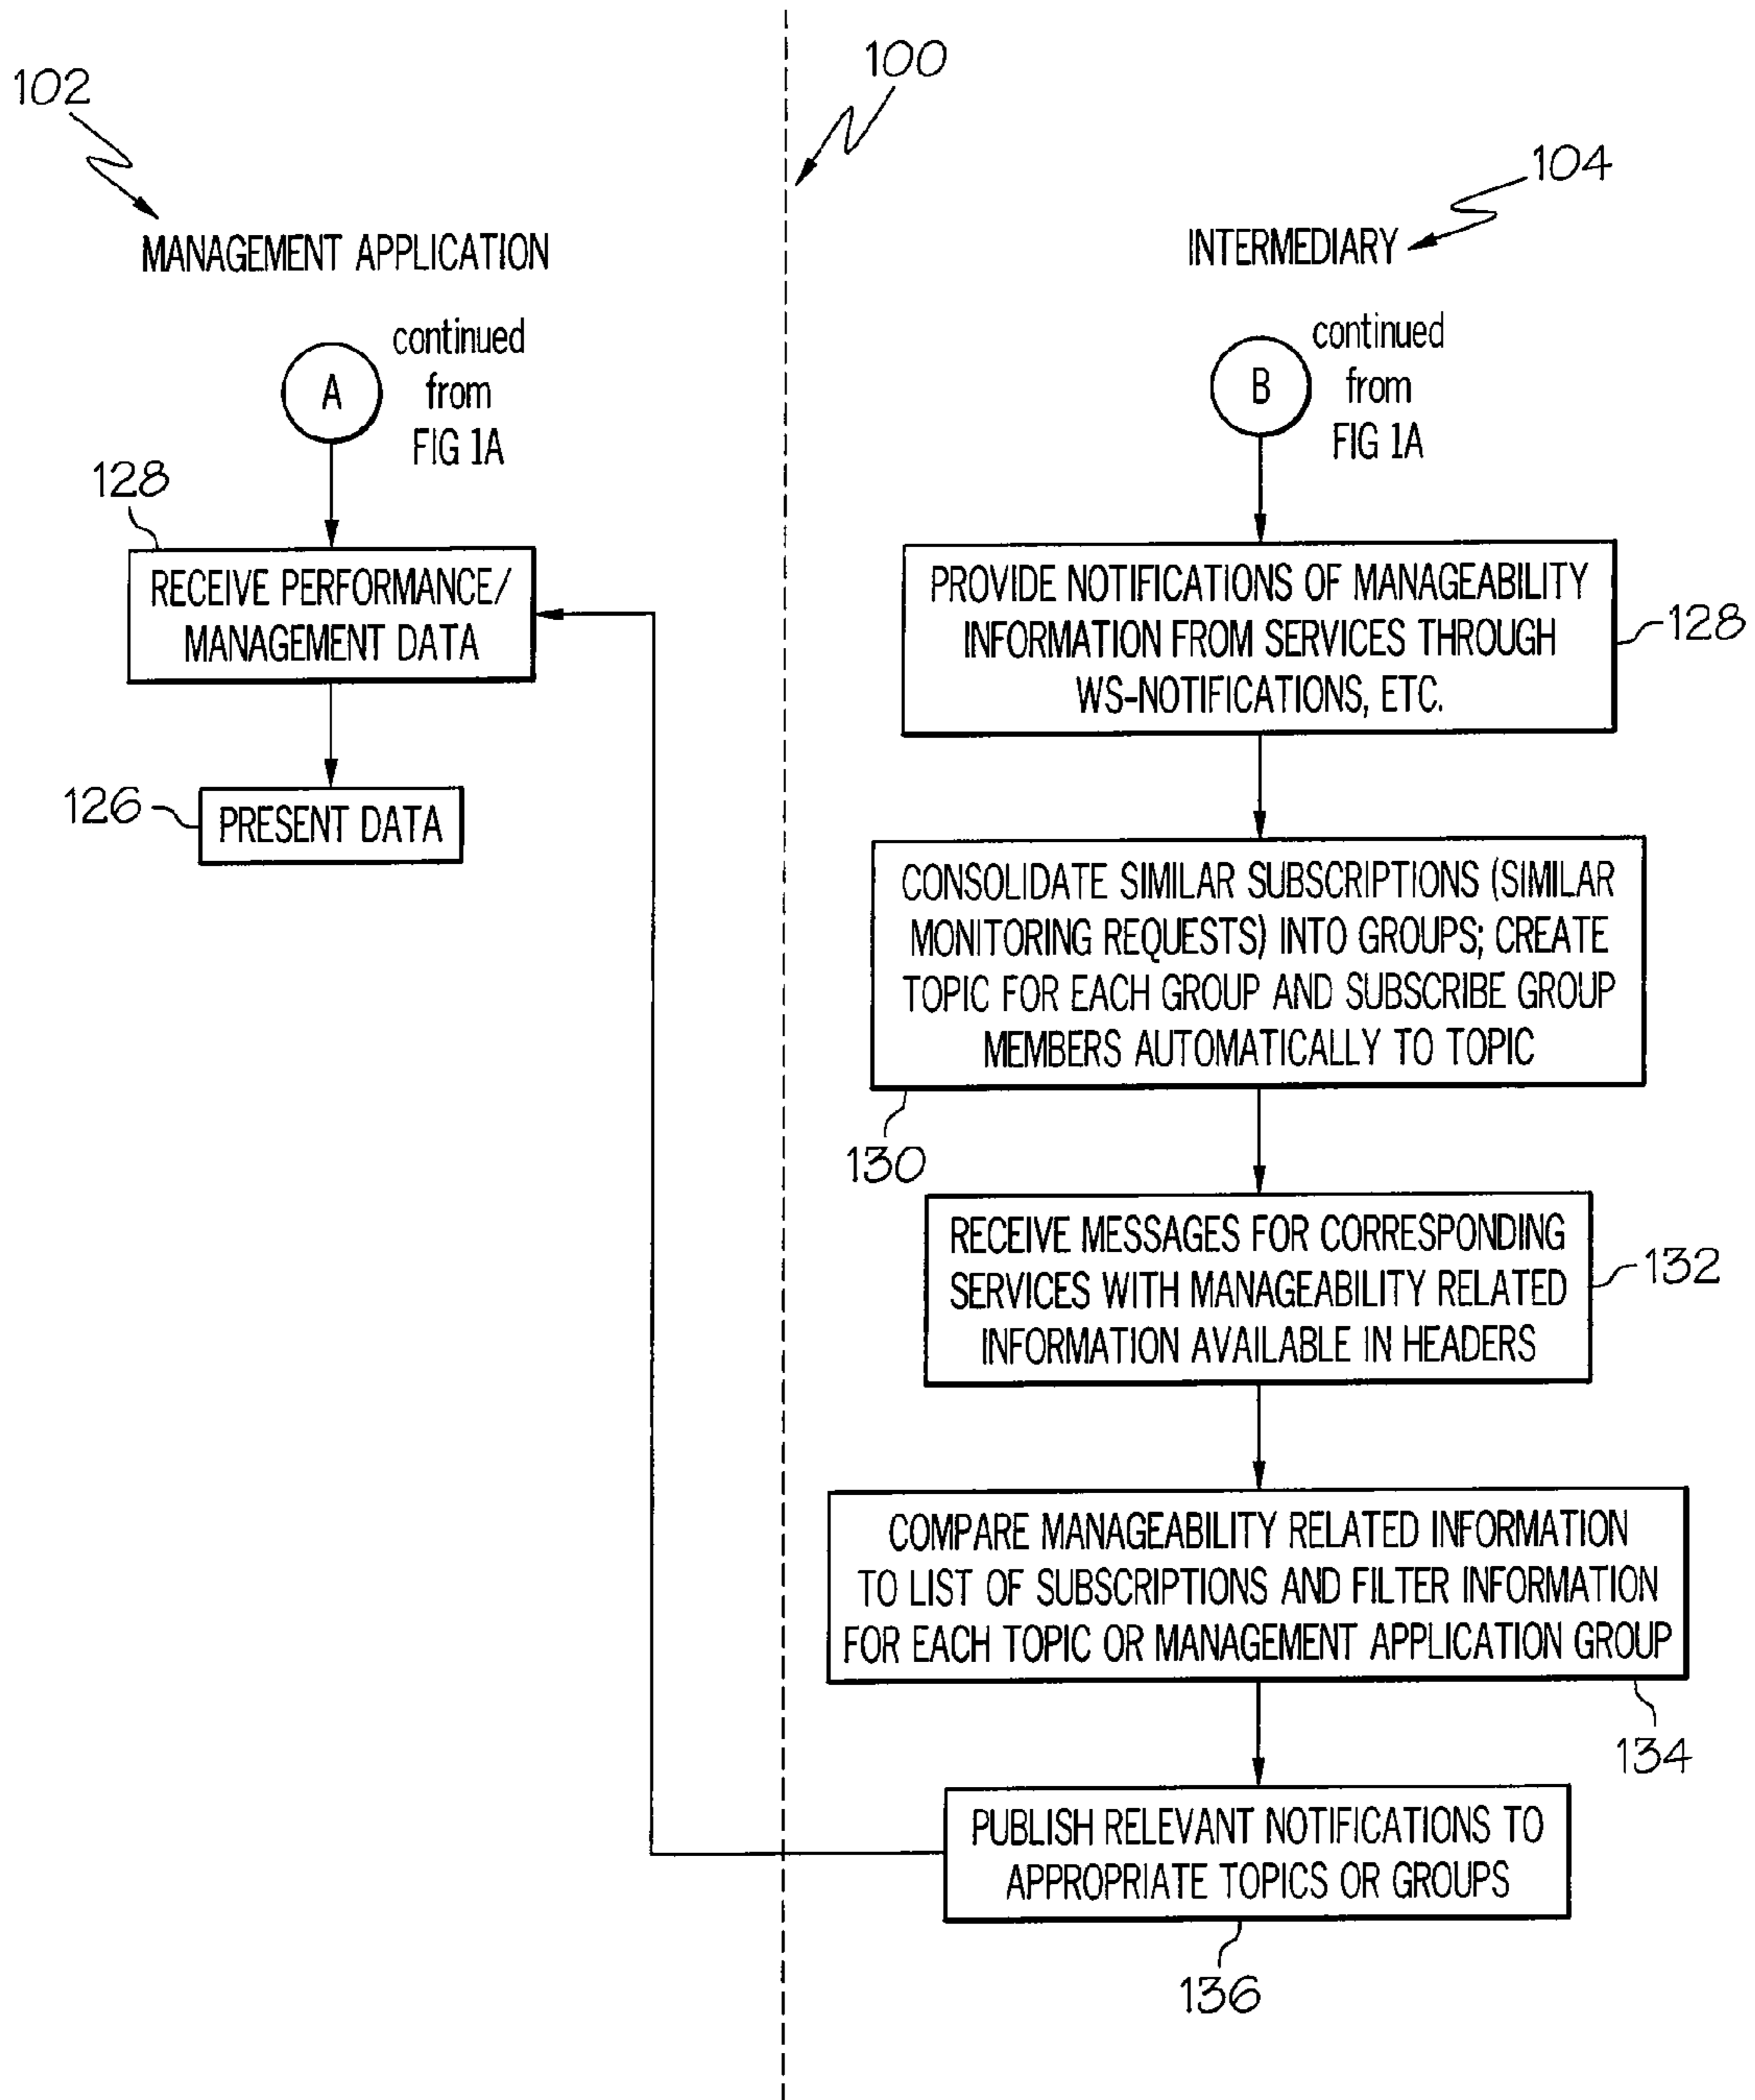 100
102
MANAGEMENT APPLICATION
A
continued
from
FIG 1A
128
RECEIVE PERFORMANCE/
MANAGEMENT DATA
126
PRESENT DATA
104
INTERMEDIARY
B
continued
from
FIG 1A
PROVIDE NOTIFICATIONS OF MANAGEABILITY
INFORMATION FROM SERVICES THROUGH
WS-NOTIFICATIONS, ETC.
128
CONSOLIDATE SIMILAR SUBSCRIPTIONS (SIMILAR
MONITORING REQUESTS) INTO GROUPS; CREATE
TOPIC FOR EACH GROUP AND SUBSCRIBE GROUP
MEMBERS AUTOMATICALLY TO TOPIC
130
RECEIVE MESSAGES FOR CORRESPONDING
SERVICES WITH MANAGEABILITY RELATED
INFORMATION AVAILABLE IN HEADERS
132
COMPARE MANAGEABILITY RELATED INFORMATION
TO LIST OF SUBSCRIPTIONS AND FILTER INFORMATION
FOR EACH TOPIC OR MANAGEMENT APPLICATION GROUP
134
PUBLISH RELEVANT NOTIFICATIONS TO
APPROPRIATE TOPICS OR GROUPS
136